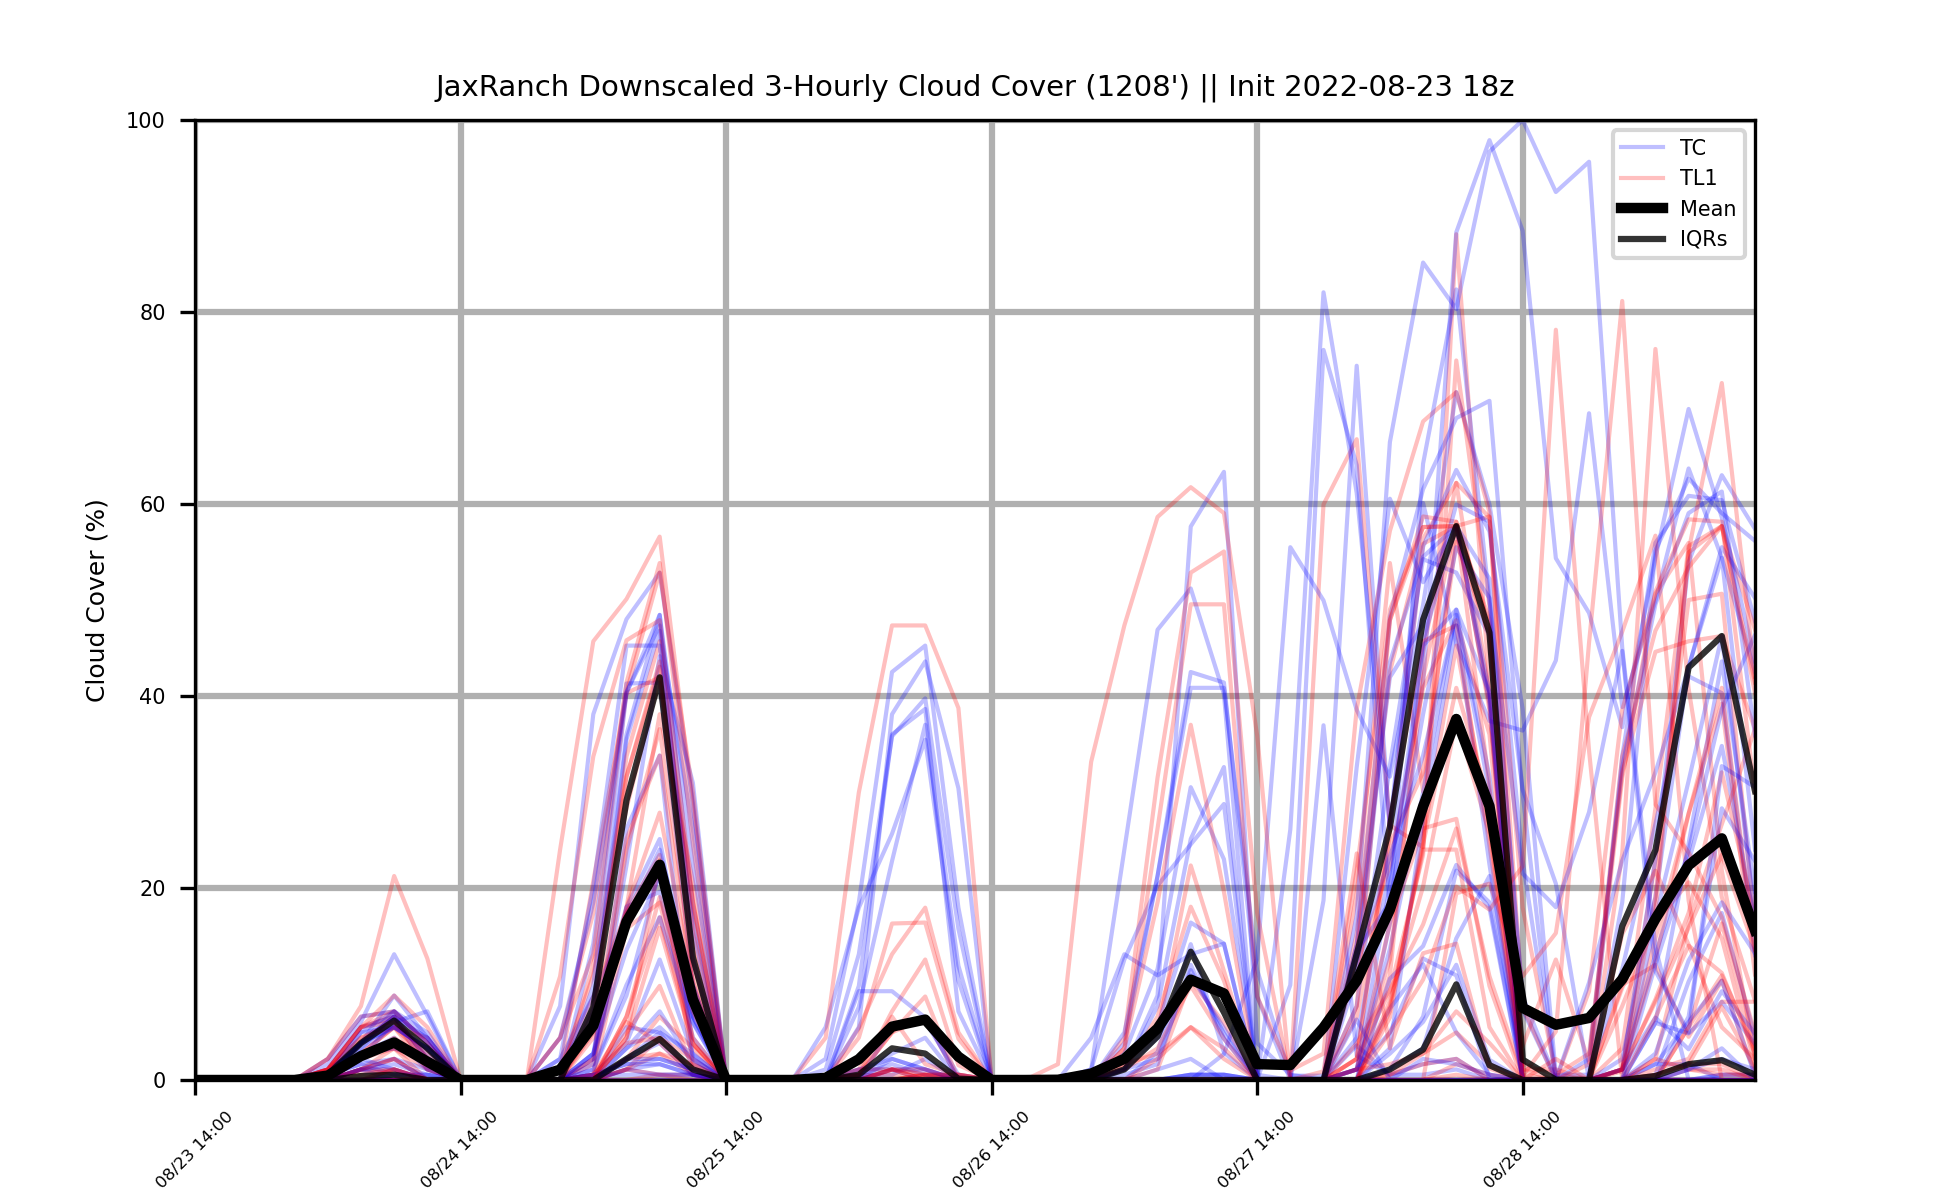 JaxRanch Downscaled 3-Hourly Cloud Cover (1208') || Init 2022-08-23 18z
Cloud Cover (%)
100
80
60
40
20
0
TC
TL1
Mean
IQRs
08/23 14:00
08/24 14:00
08/25 14:00
08/26 14:00
08/27 14:00
08/28 14:00